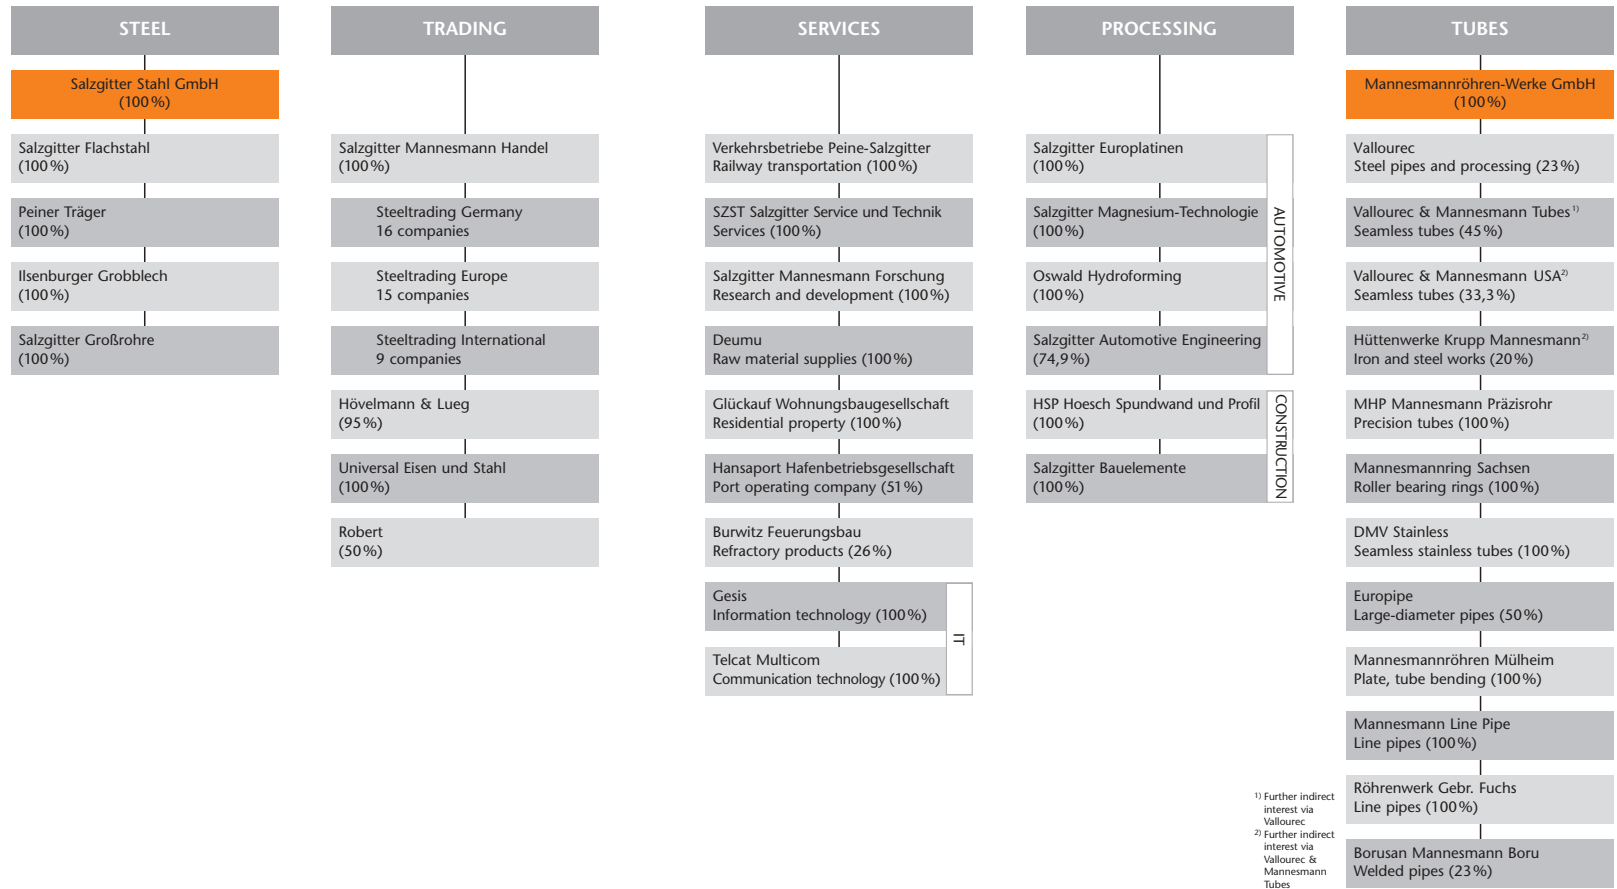 STEEL
Salzgitter Stahl GmbH
(100%)
Salzgitter Flachstahl
(100%)
Peiner Träger
(100%)
Ilsenburger Grobblech
(100%)
Salzgitter Großrohre
(100%)
TRADING
Salzgitter Mannesmann Handel
(100%)
Steeltrading Germany
16 companies
Steeltrading Europe
15 companies
Steeltrading International
9 companies
Hövelmann & Lueg
(95%)
Universal Eisen und Stahl
(100%)
Robert
(50%)
SERVICES
Verkehrsbetriebe Peine-Salzgitter
Railway transportation (100%)
SZST Salzgitter Service und Technik
Services (100%)
Salzgitter Mannesmann Forschung
Research and development (100%)
Deumu
Raw material supplies (100%)
Glückauf Wohnungsbaugesellschaft
Residential property (100%)
Hansaport Hafenbetriebsgesellschaft
Port operating company (51%)
Burwitz Feuerungsbau
Refractory products (26%)
Gesis
Information technology (100%)
Telcat Multicom
Communication technology (100%)
IT
PROCESSING
Salzgitter Europlatinen
(100%)
Salzgitter Magnesium-Technologie
(100%)
Oswald Hydroforming
(100%)
Salzgitter Automotive Engineering
(74,9%)
AUTOMOTIVE
HSP Hoesch Spundwand und Profil
(100%)
Salzgitter Bauelemente
(100%)
CONSTRUCTION
TUBES
Mannesmannröhren-Werke GmbH
(100%)
Vallourec
Steel pipes and processing (23%)
Vallourec & Mannesmann Tubes1)
Seamless tubes (45%)
Vallourec & Mannesmann USA2)
Seamless tubes (33,3%)
Hüttenwerke Krupp Mannesmann2)
Iron and steel works (20%)
MHP Mannesmann Präzisrohr
Precision tubes (100%)
Mannesmannring Sachsen
Roller bearing rings (100%)
DMV Stainless
Seamless stainless tubes (100%)
Europipe
Large-diameter pipes (50%)
Mannesmannröhren Mülheim
Plate, tube bending (100%)
Mannesmann Line Pipe
Line pipes (100%)
Röhrenwerk Gebr. Fuchs
Line pipes (100%)
Borusan Mannesmann Boru
Welded pipes (23%)
1) Further indirect
interest via
Vallourec
2) Further indirect
interest via
Vallourec &
Mannesmann
Tubes